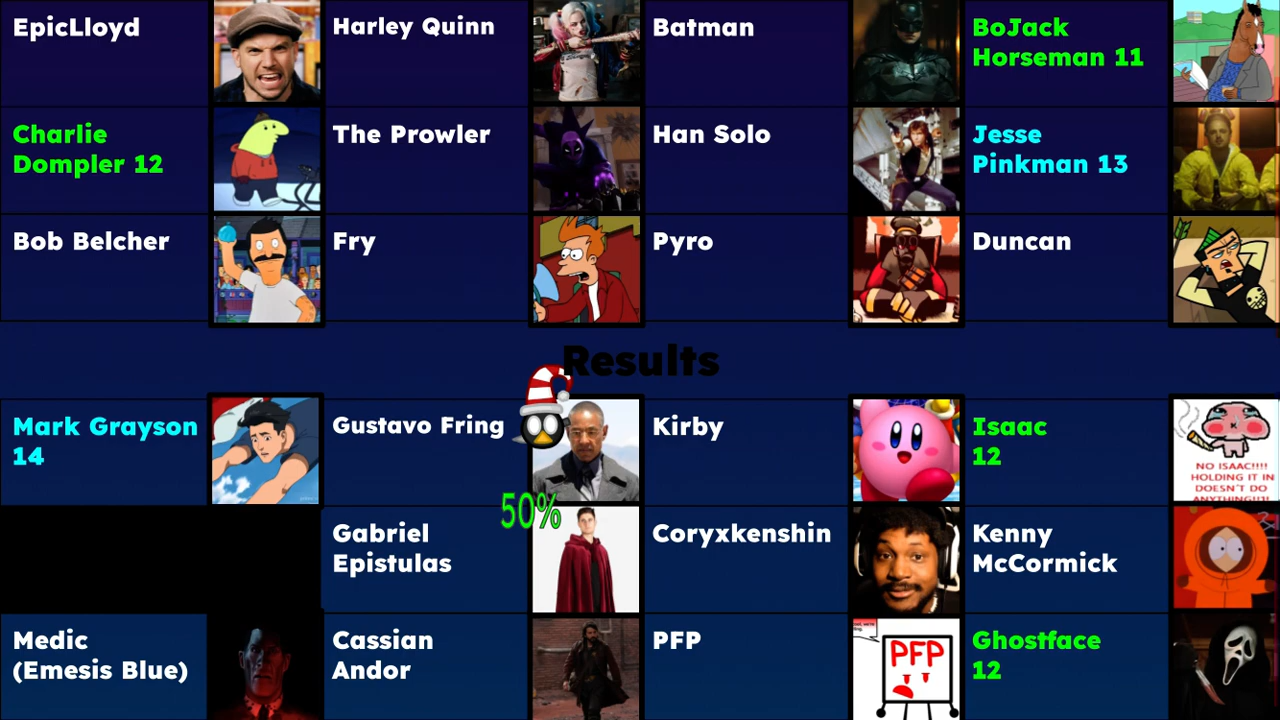 EpicLloyd
Harley Quinn
Batman
BoJack
Horseman 11
Charlie
Dompler 12
The Prowler
Han Solo
Jesse
Pinkman 13
Bob Belcher
Fry
Pyro
Duncan
Results
Mark Grayson
14
Gustavo Fring
Kirby
Isaac
12
NO ISAAC!!!!
HOLDING IT IN
DOESN'T DO
ANYTHING!!!!
50%
Gabriel
Epistulas
Coryxkenshin
Kenny
McCormick
Medic
(Emesis Blue)
Cassian
Andor
PFP
PFP
Ghostface
12